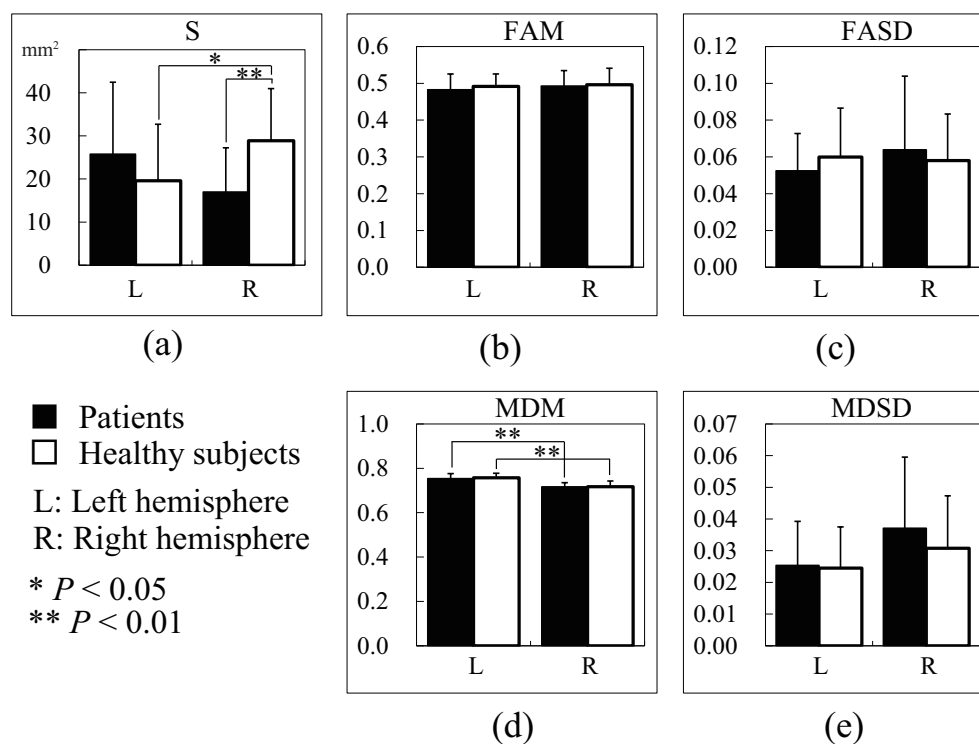 S
mm²
*
**
40
30
20
10
0
L R
(a)
FAM
0.6
0.5
0.4
0.3
0.2
0.1
0.0
L R
(b)
FASD
0.12
0.10
0.08
0.06
0.04
0.02
0.00
L R
(c)
Patients
Healthy subjects
L: Left hemisphere
R: Right hemisphere
* P < 0.05
** P < 0.01
MDM
1.0
**
**
0.8
0.6
0.4
0.2
0.0
L R
(d)
MDSD
0.07
0.06
0.05
0.04
0.03
0.02
0.01
0.00
L R
(e)